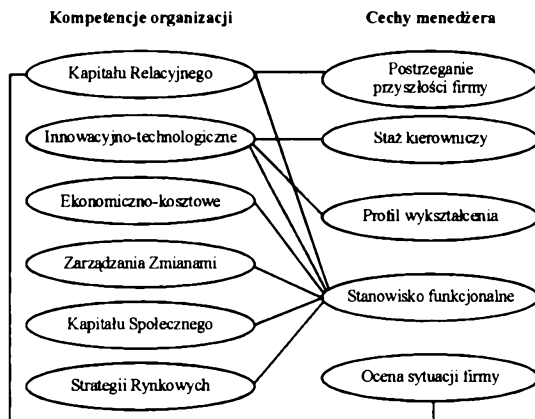 Kompetencje organizacji
Cechy menedżera
Kapitału Relacyjnego
Postrzeganie
przyszłości firmy
Innowacyjno-technologiczne
Staż kierowniczy
Ekonomiczno-kosztowe
Profil wykształcenia
Zarządzania Zmianami
Stanowisko funkcjonalne
Kapitału Społecznego
Strategii Rynkowych
Ocena sytuacji firmy